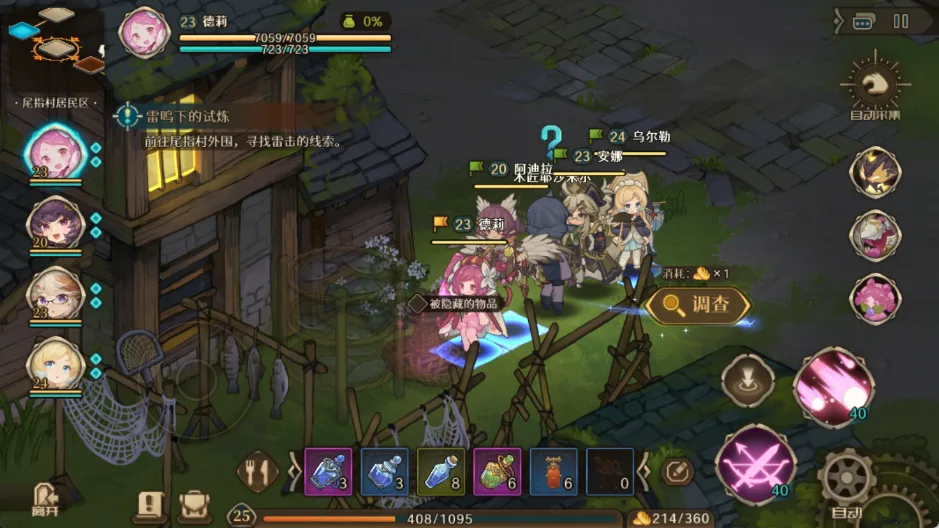 23 德莉
0%
7059/7059
723/723
·尾指村居民区·
雷鸣下的试炼
前往尾指村外围，寻找雷击的线索。
自动采集
24 乌尔勒
23 安娜
20 阿迪拉
23 德莉
被隐藏的物品
消耗: ×1
调查
23
20
23
24
40
40
3
3
8
6
6
0
离开
25
408/1095
214/360
自动